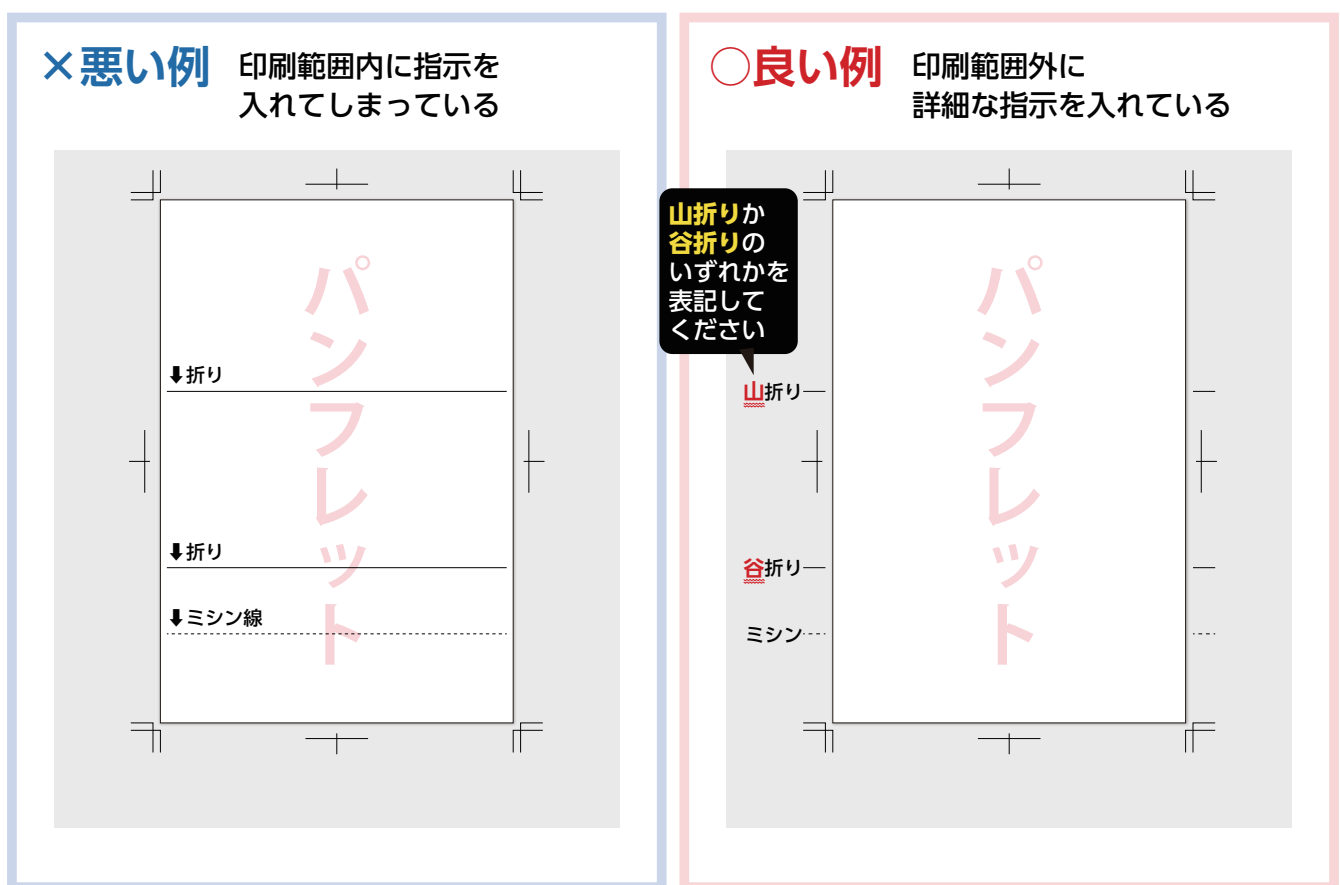 ×悪い例
印刷範囲内に指示を
入れてしまっている
パンフレット
⬇折り
⬇折り
⬇ミシン線
○良い例
印刷範囲外に
詳細な指示を入れている
山折りか
谷折りの
いずれかを
表記して
ください
パンフレット
山折り
谷折り
ミシン